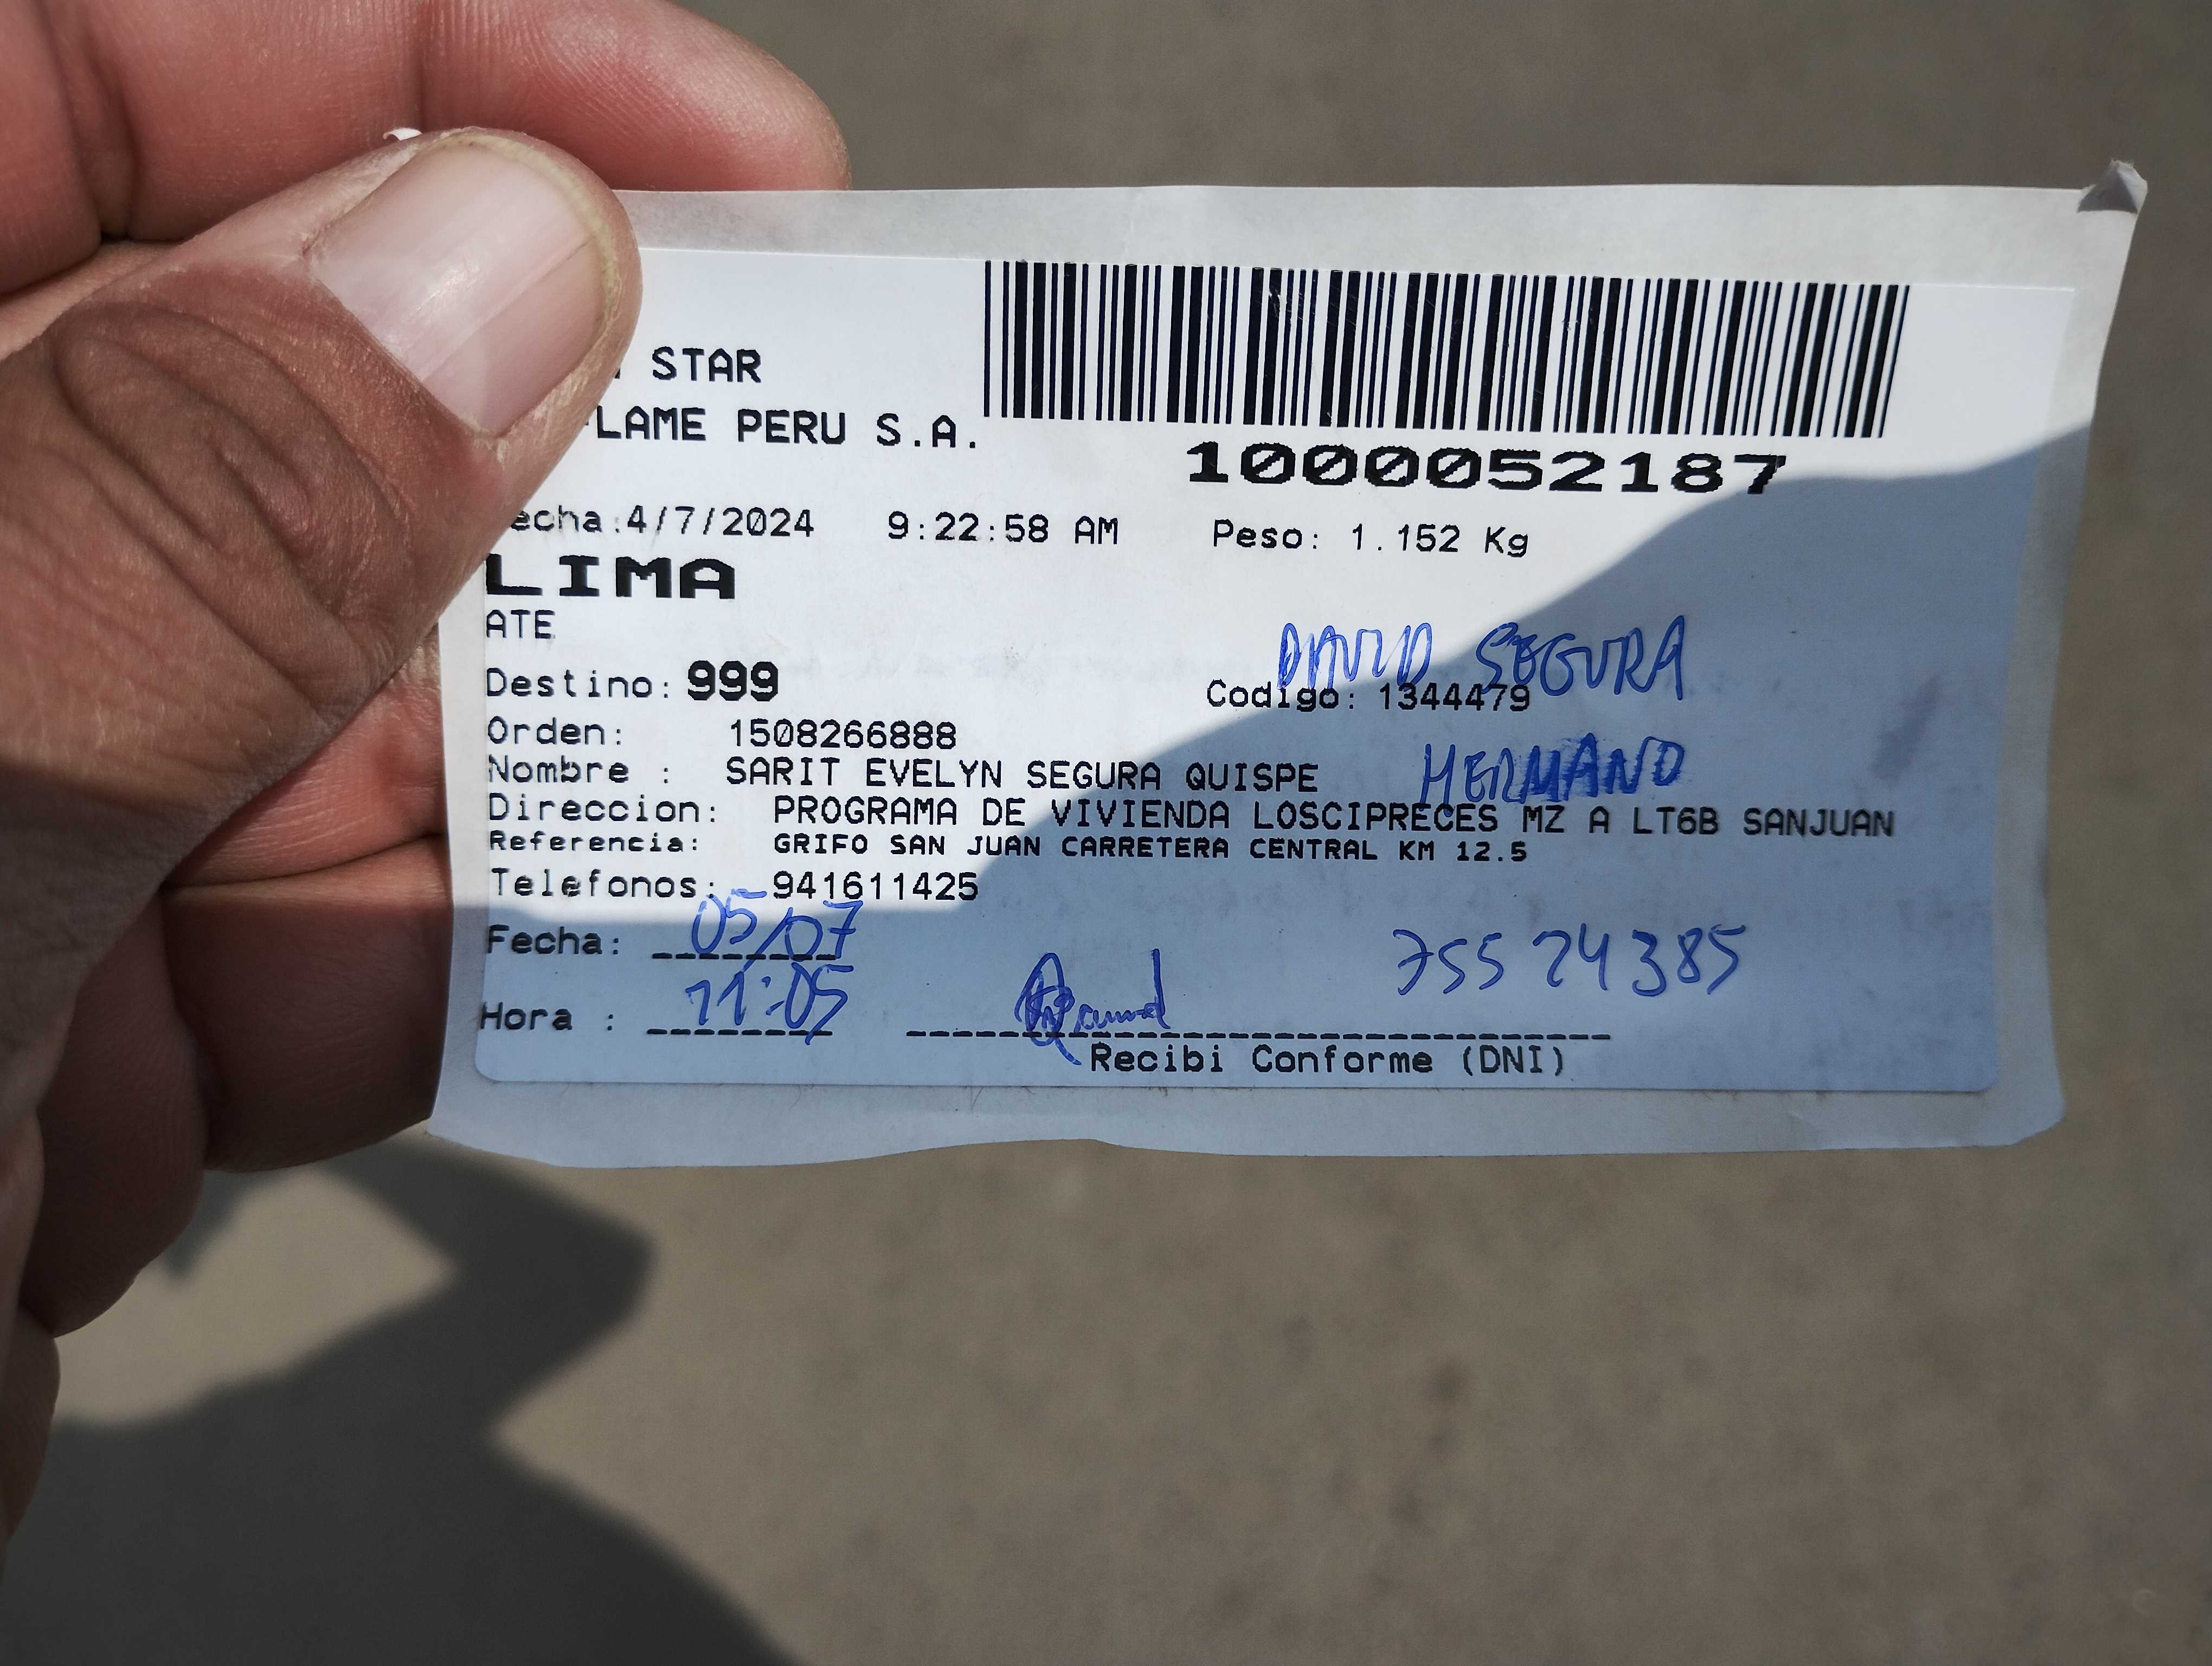 STAR
LAME PERU S.A.
1000052187
echa:4/7/2024 9:22:58 AM Peso: 1.152 Kg
LIMA
ATE
DAVID SEGURA
Destino: 999 Codigo: 1344479
Orden: 1508266888
HERMANO
Nombre : SARIT EVELYN SEGURA QUISPE
Direccion: PROGRAMA DE VIVIENDA LOSCIPRECES MZ A LT6B SANJUAN
Referencia: GRIFO SAN JUAN CARRETERA CENTRAL KM 12.5
Telefonos: 941611425
Fecha: 05/07 75574385
Hora : 11:05
Recibi Conforme (DNI)